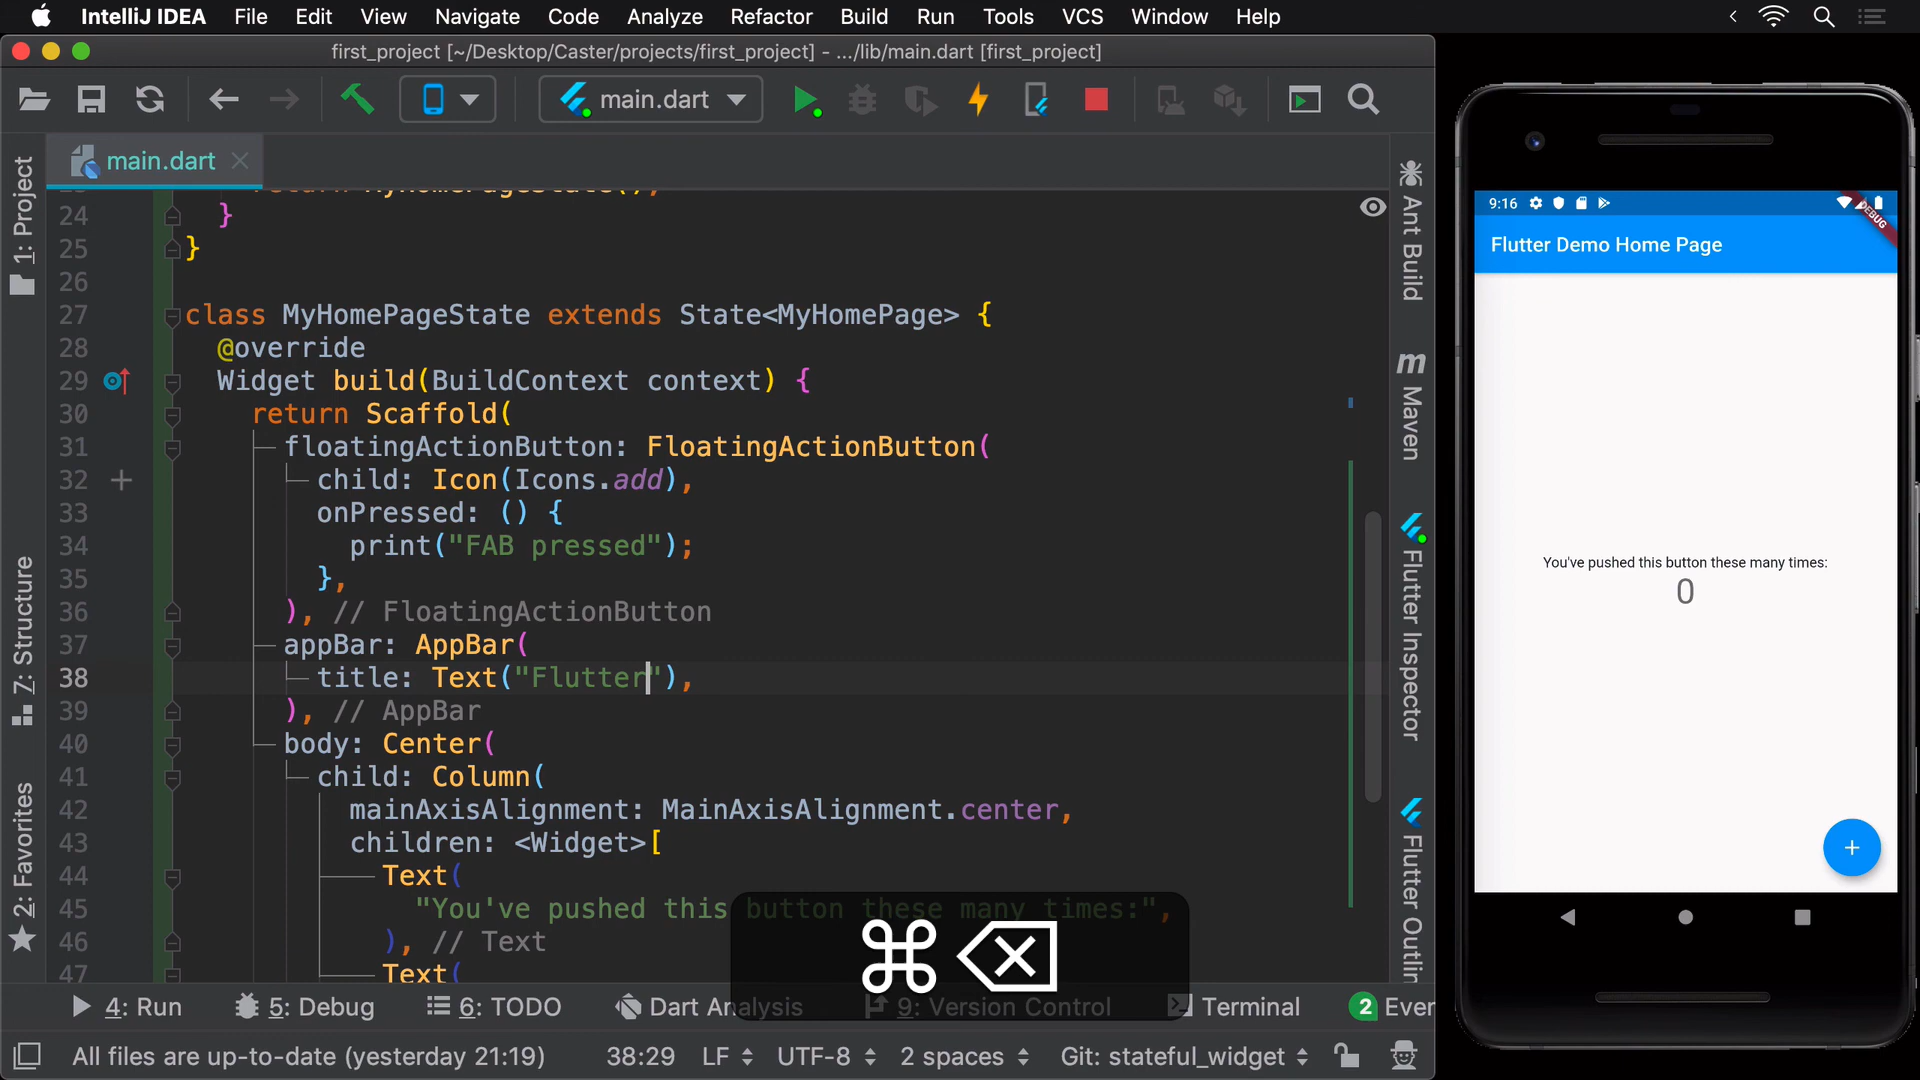 IntelliJ IDEA File Edit View Navigate Code Analyze Refactor Build Run Tools VCS Window Help
first_project [~/Desktop/Caster/projects/first_project] - .../lib/main.dart [first_project]
main.dart
main.dart
1: Project
7: Structure
2: Favorites
24 }
25 }
26
27 class MyHomePageState extends State<MyHomePage> {
28 @override
29 Widget build(BuildContext context) {
30 return Scaffold(
31 floatingActionButton: FloatingActionButton(
32 child: Icon(Icons.add),
33 onPressed: () {
34 print("FAB pressed");
35 },
36 ), // FloatingActionButton
37 appBar: AppBar(
38 title: Text("Flutter"),
39 ), // AppBar
40 body: Center(
41 child: Column(
42 mainAxisAlignment: MainAxisAlignment.center,
43 children: <Widget>[
44 Text(
45 "You've pushed this button these many times:",
46 ), // Text
47 Text(
Ant Build
m Maven
Flutter Inspector
Flutter Outlin
4: Run 5: Debug 6: TODO Dart Analysis 9: Version Control Terminal 2 Ever
All files are up-to-date (yesterday 21:19) 38:29 LF UTF-8 2 spaces Git: stateful_widget
⌘⌫
9:16
DEBUG
Flutter Demo Home Page
You've pushed this button these many times:
0
+